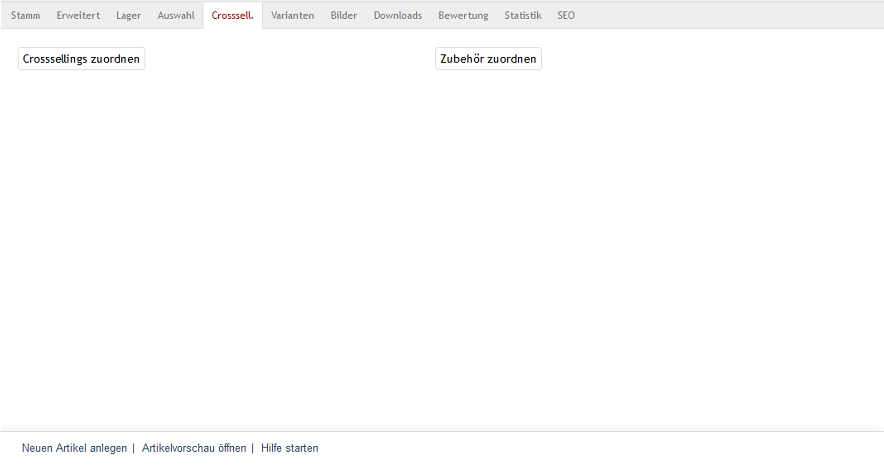 Stamm Erweitert Lager Auswahl Crosssell. Varianten Bilder Downloads Bewertung Statistik SEO
Crosssellings zuordnen Zubehör zuordnen
Neuen Artikel anlegen | Artikelvorschau öffnen | Hilfe starten